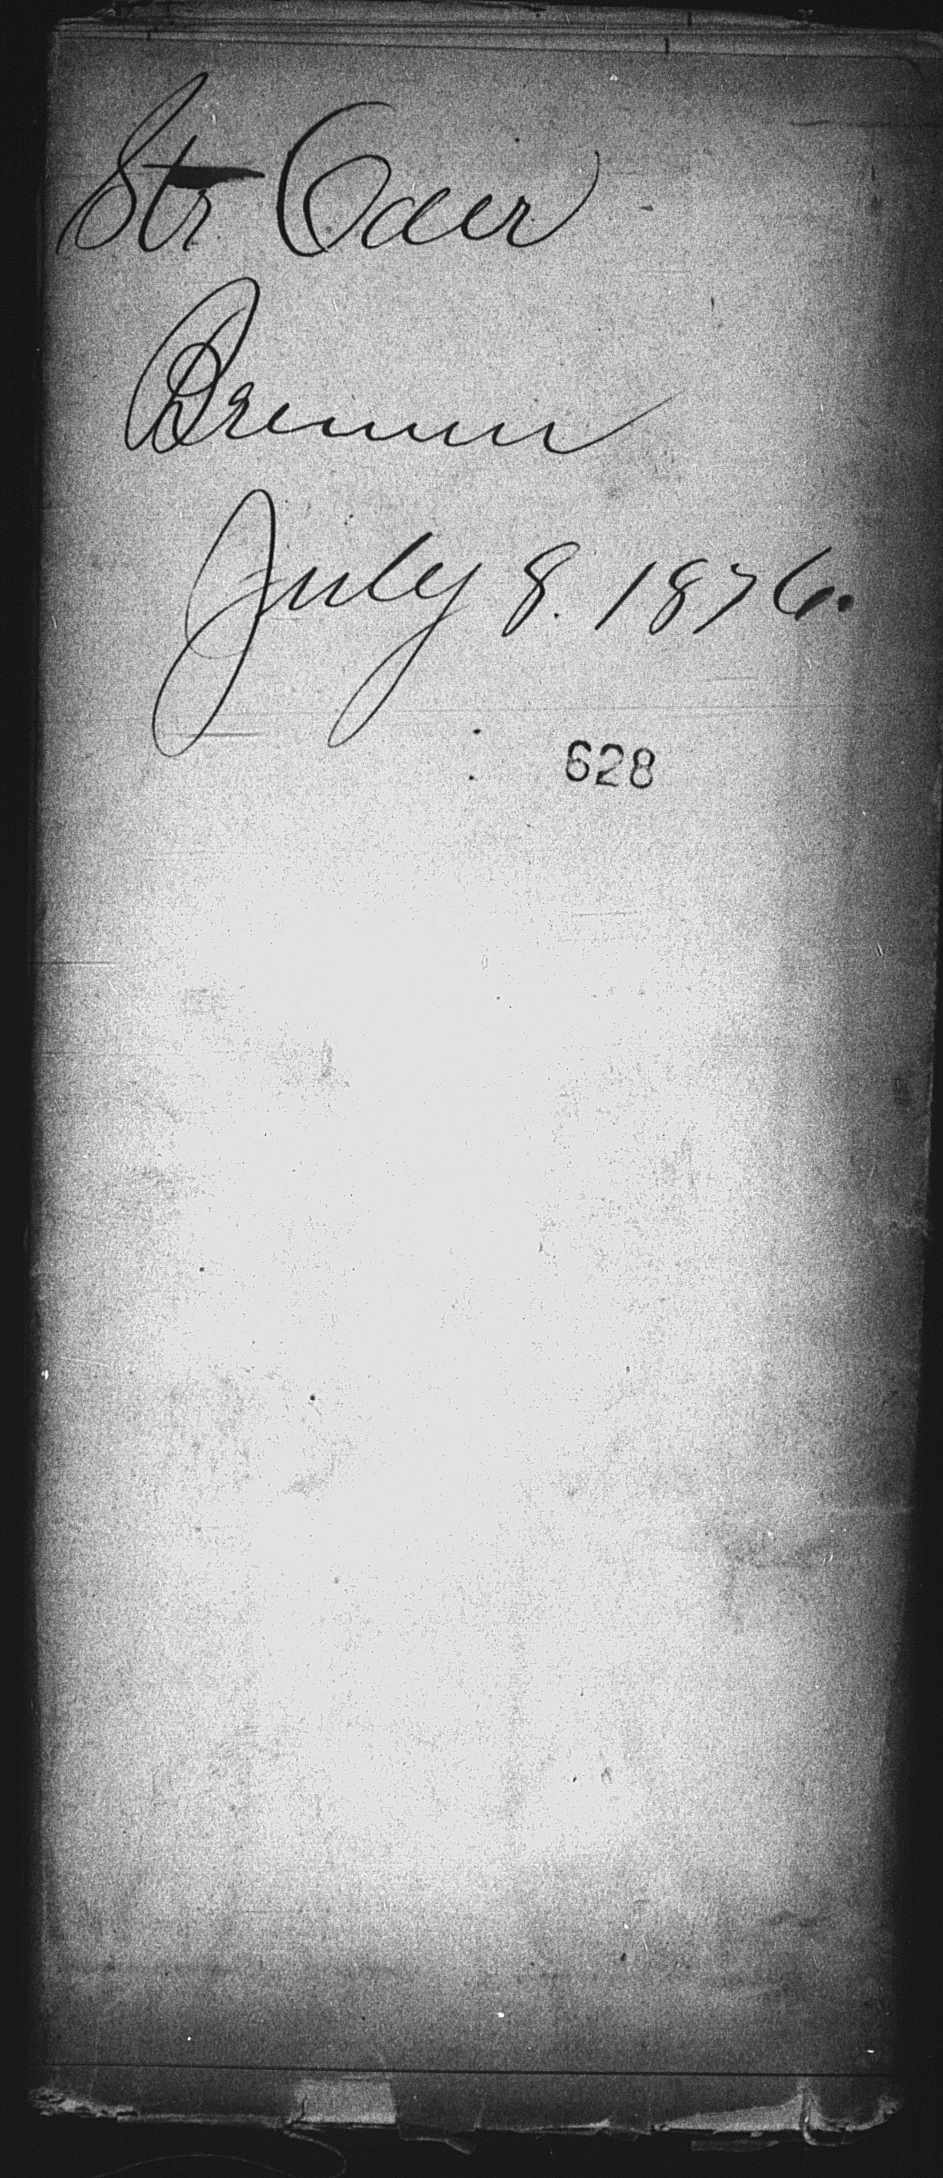 Str Oder
Bremen
July 8. 1876.
628